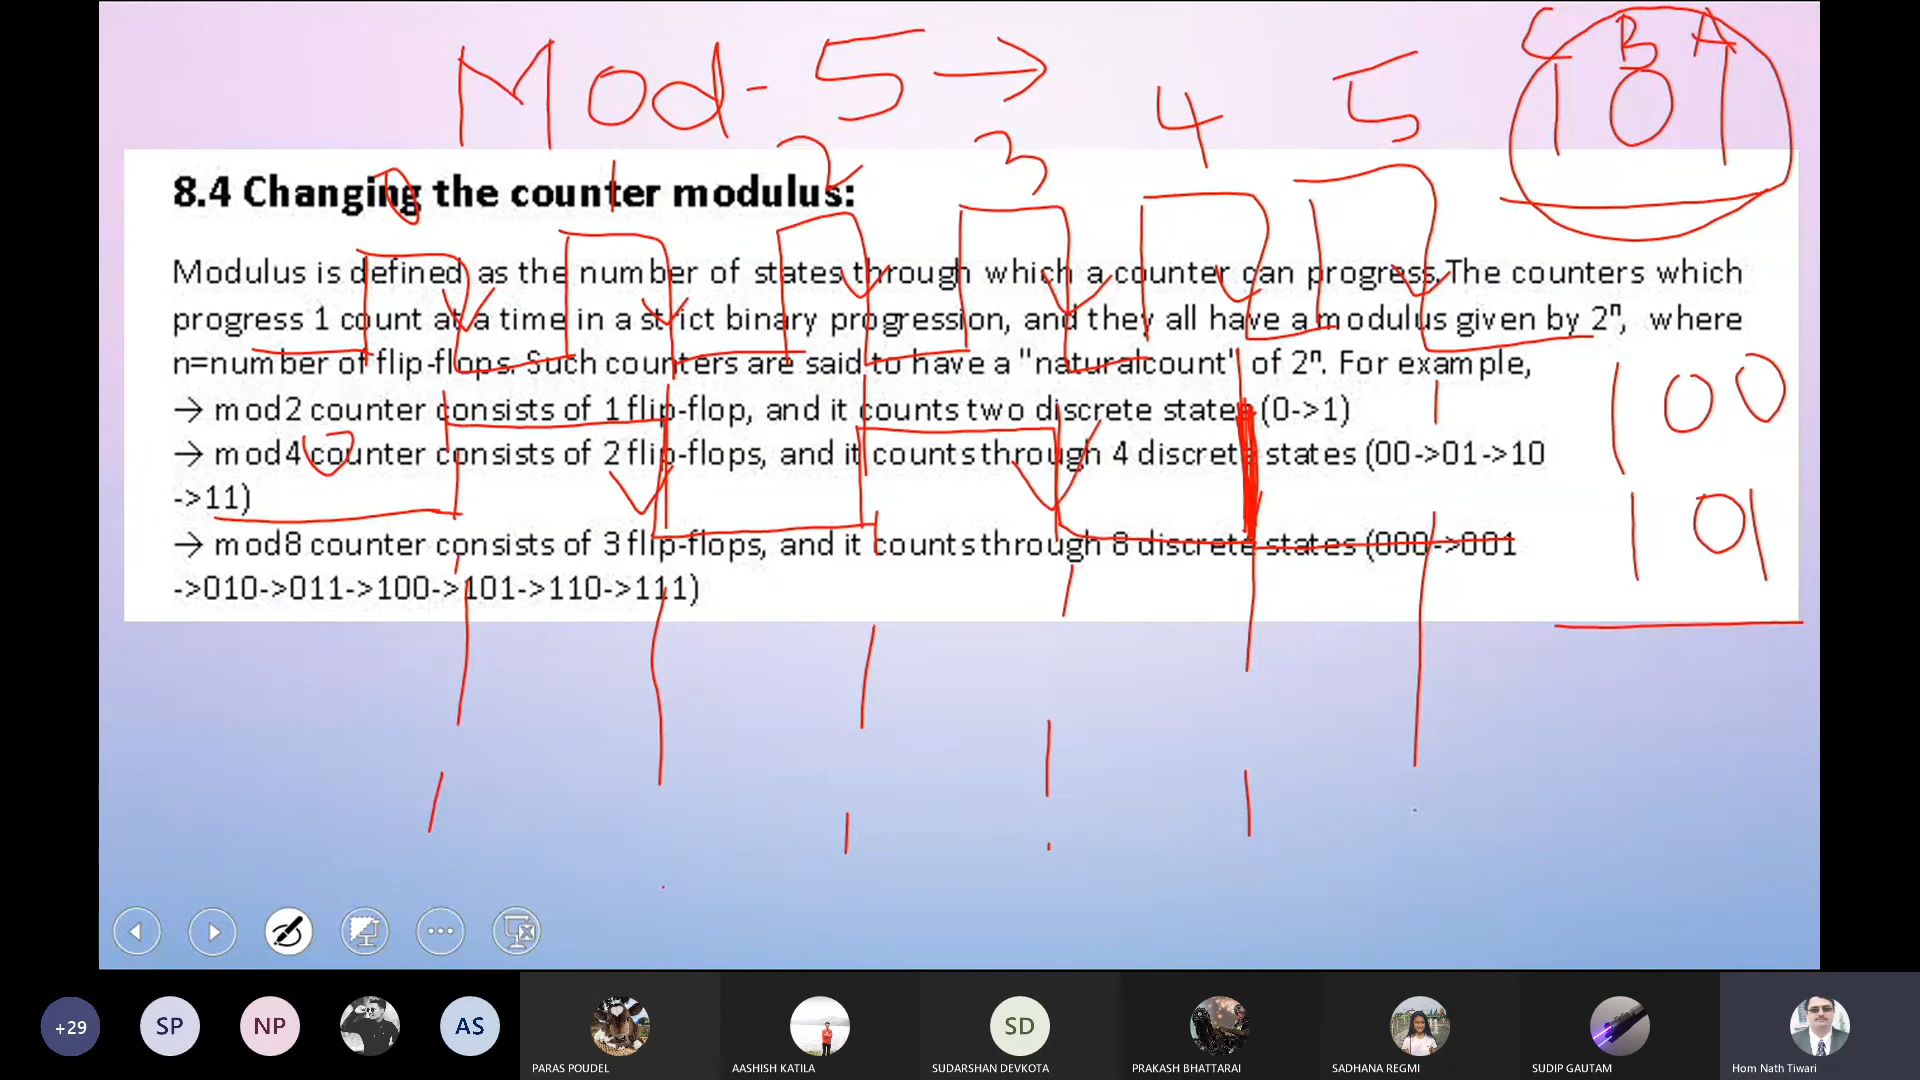 Mod-5→
C B A
1 0 1
0 1 2 3 4 5
8.4 Changing the counter modulus:
Modulus is defined as the number of states through which a counter can progress.The counters which
progress 1 count at a time in a strict binary progression, and they all have a modulus given by 2ⁿ, where
n=number of flip-flops. Such counters are said to have a "naturalcount" of 2ⁿ. For example,
→ mod2 counter consists of 1 flip-flop, and it counts two discrete states (0->1)
→ mod4 counter consists of 2 flip-flops, and it counts through 4 discrete states (00->01->10
->11)
→ mod8 counter consists of 3 flip-flops, and it counts through 8 discrete states (000->001
->010->011->100->101->110->111)
0
100
101
+29
SP
NP
AS
SD
PARAS POUDEL
AASHISH KATILA
SUDARSHAN DEVKOTA
PRAKASH BHATTARAI
SADHANA REGMI
SUDIP GAUTAM
Hom Nath Tiwari